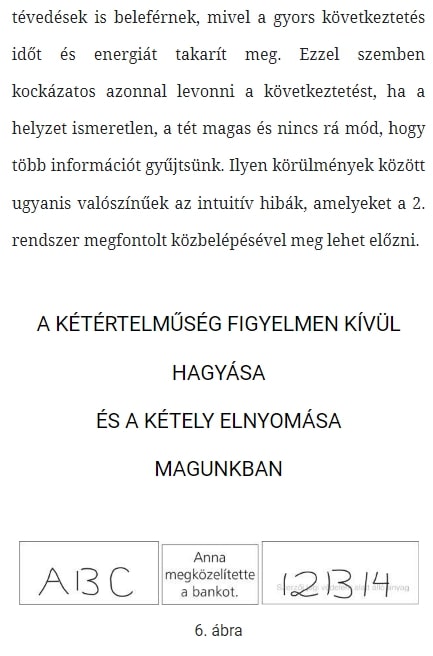 tévedések is beleférnek, mivel a gyors következtetés
időt és energiát takarít meg. Ezzel szemben
kockázatos azonnal levonni a következtetést, ha a
helyzet ismeretlen, a tét magas és nincs rá mód, hogy
több információt gyűjtsünk. Ilyen körülmények között
ugyanis valószínűek az intuitív hibák, amelyeket a 2.
rendszer megfontolt közbelépésével meg lehet előzni.
A KÉTÉRTELMŰSÉG FIGYELMEN KÍVÜL
HAGYÁSA
ÉS A KÉTELY ELNYOMÁSA
MAGUNKBAN
A 13 C
Anna
megközelítette
a bankot.
12 13 14
6. ábra